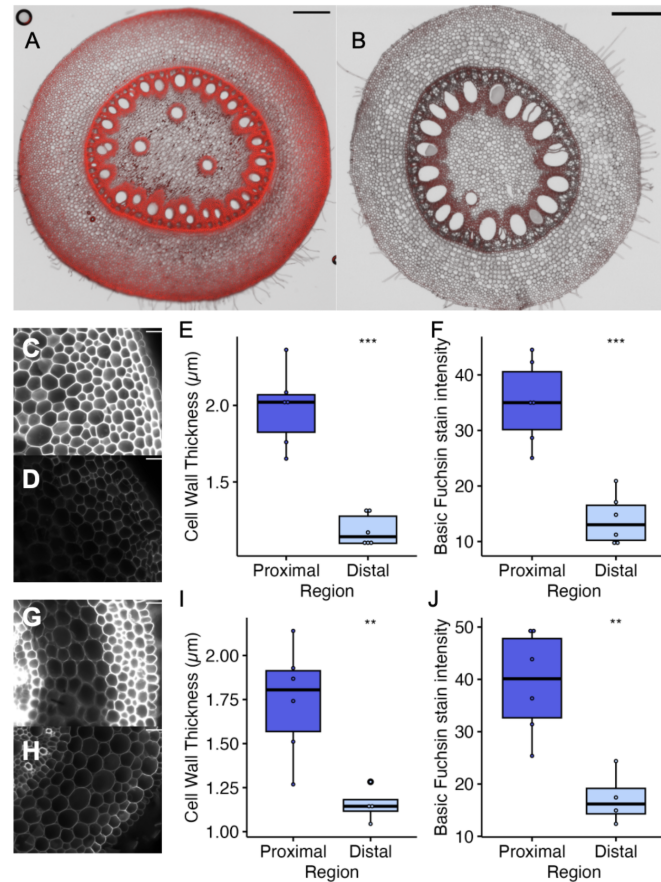 A
B
C
D
E
***
Cell Wall Thickness (µm)
2.0
1.5
Proximal
Distal
Region
F
***
Basic Fuchsin stain intensity
40
30
20
10
Proximal
Distal
Region
G
H
I
**
Cell Wall Thickness (µm)
2.00
1.75
1.50
1.25
1.00
Proximal
Distal
Region
J
**
Basic Fuchsin stain intensity
50
40
30
20
10
Proximal
Distal
Region